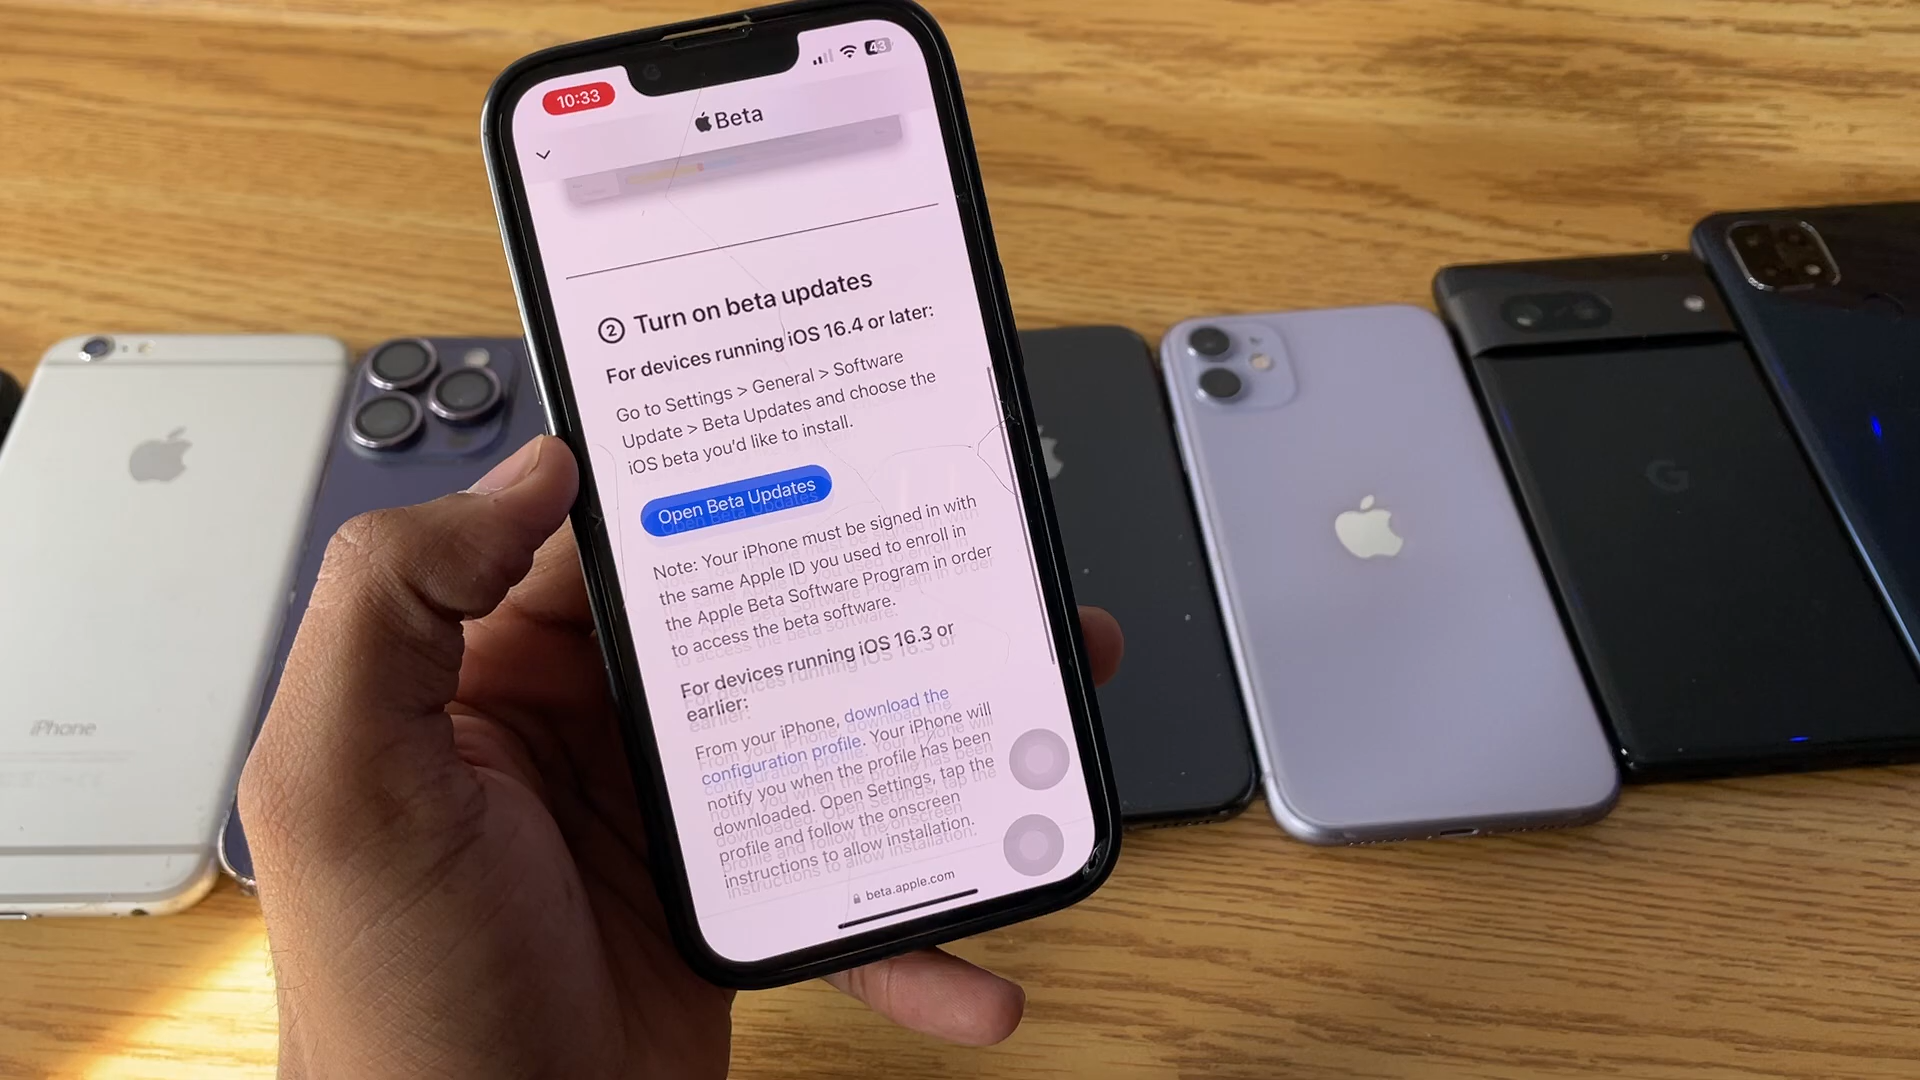 10:33
43
Beta
2 Turn on beta updates
For devices running iOS 16.4 or later:
Go to Settings > General > Software
Update > Beta Updates and choose the
iOS beta you'd like to install.
Open Beta Updates
Note: Your iPhone must be signed in with
the same Apple ID you used to enroll in
the Apple Beta Software Program in order
to access the beta software.
For devices running iOS 16.3 or
earlier:
From your iPhone, download the
configuration profile. Your iPhone will
notify you when the profile has been
downloaded. Open Settings, tap the
profile and follow the onscreen
instructions to allow installation.
beta.apple.com
iPhone
G